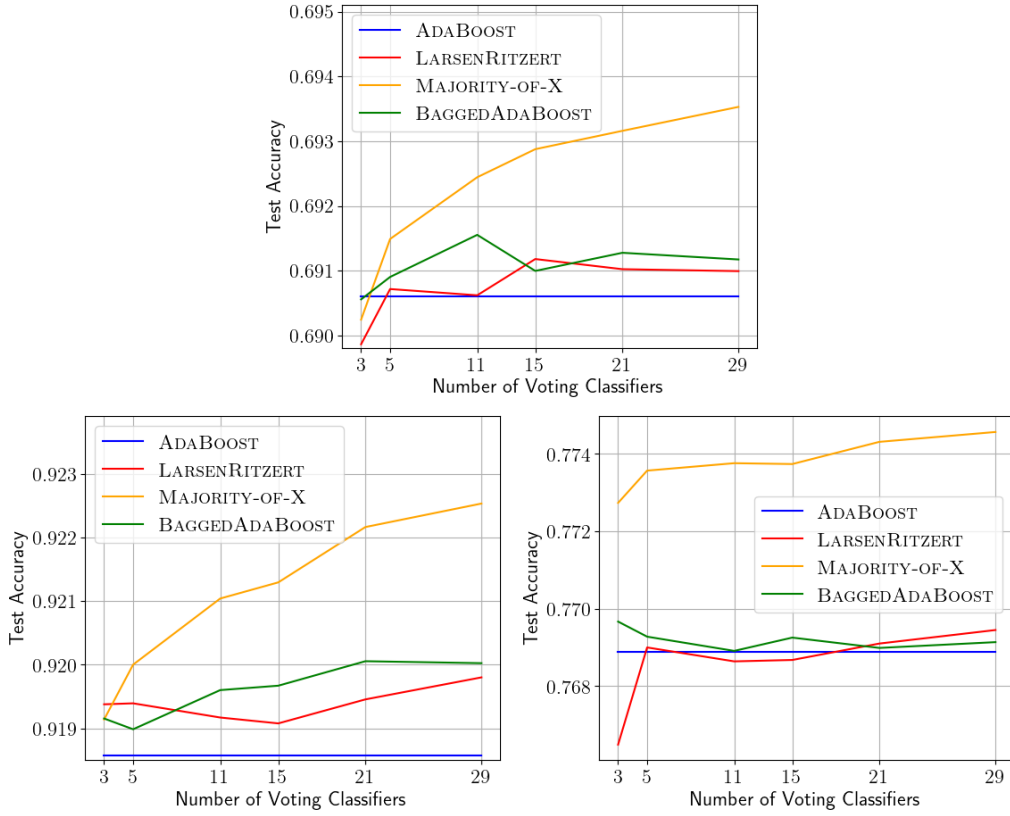 0.695
0.694
0.693
0.692
0.691
0.690
Test Accuracy
ADABOOST
LARSENRITZERT
MAJORITY-OF-X
BAGGEDADABOOST
3 5 11 15 21 29
Number of Voting Classifiers
0.923
0.922
0.921
0.920
0.919
Test Accuracy
ADABOOST
LARSENRITZERT
MAJORITY-OF-X
BAGGEDADABOOST
3 5 11 15 21 29
Number of Voting Classifiers
0.774
0.772
0.770
0.768
Test Accuracy
ADABOOST
LARSENRITZERT
MAJORITY-OF-X
BAGGEDADABOOST
3 5 11 15 21 29
Number of Voting Classifiers